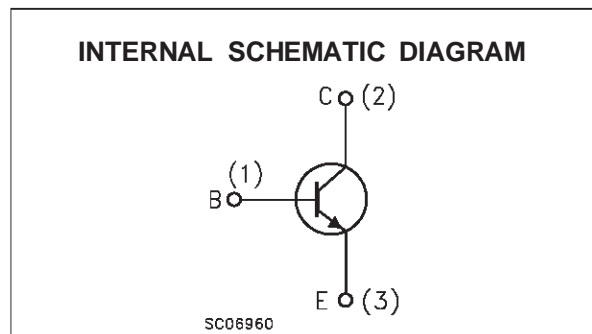 INTERNAL SCHEMATIC DIAGRAM
C (2)
(1)
B
E (3)
SC06960